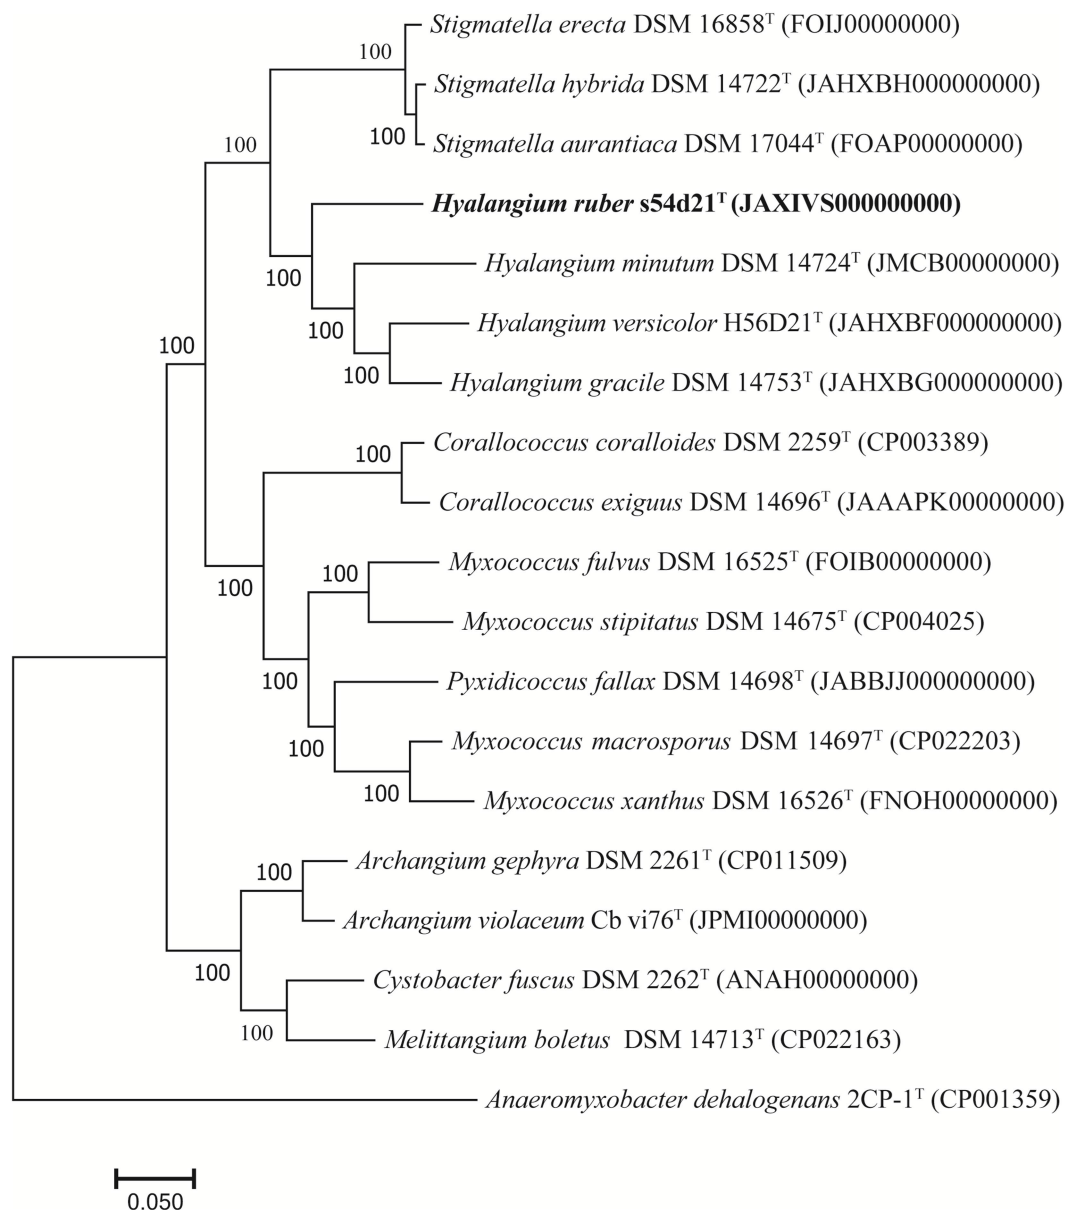 Stigmatella erecta DSM 16858ᵀ (FOIJ00000000)
100
Stigmatella hybrida DSM 14722ᵀ (JAHXBH000000000)
100
Stigmatella aurantiaca DSM 17044ᵀ (FOAP00000000)
100
Hyalangium ruber s54d21ᵀ (JAXIVS000000000)
Hyalangium minutum DSM 14724ᵀ (JMCB00000000)
100
Hyalangium versicolor H56D21ᵀ (JAHXBF000000000)
100
100
Hyalangium gracile DSM 14753ᵀ (JAHXBG000000000)
100
Corallococcus coralloides DSM 2259ᵀ (CP003389)
100
Corallococcus exiguus DSM 14696ᵀ (JAAAPK00000000)
Myxococcus fulvus DSM 16525ᵀ (FOIB00000000)
100
100
Myxococcus stipitatus DSM 14675ᵀ (CP004025)
100
Pyxidicoccus fallax DSM 14698ᵀ (JABBJJ000000000)
100
Myxococcus macrosporus DSM 14697ᵀ (CP022203)
100
Myxococcus xanthus DSM 16526ᵀ (FNOH00000000)
Archangium gephyra DSM 2261ᵀ (CP011509)
100
Archangium violaceum Cb vi76ᵀ (JPMI00000000)
100
Cystobacter fuscus DSM 2262ᵀ (ANAH00000000)
100
Melittangium boletus DSM 14713ᵀ (CP022163)
Anaeromyxobacter dehalogenans 2CP-1ᵀ (CP001359)
0.050